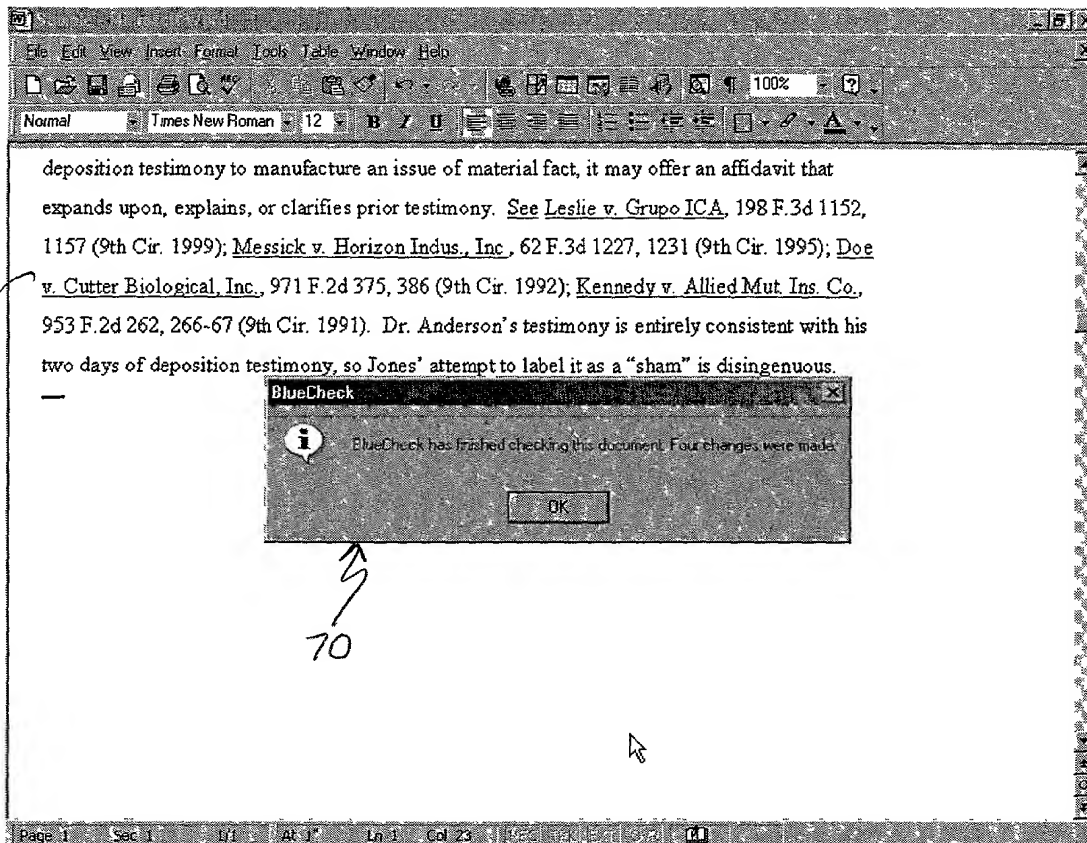 File Edit View Insert Format Tools Table Window Help
100%
Normal Times New Roman 12 B I U A
deposition testimony to manufacture an issue of material fact, it may offer an affidavit that
expands upon, explains, or clarifies prior testimony. See Leslie v. Grupo ICA, 198 F.3d 1152,
1157 (9th Cir. 1999); Messick v. Horizon Indus., Inc., 62 F.3d 1227, 1231 (9th Cir. 1995); Doe
v. Cutter Biological, Inc., 971 F.2d 375, 386 (9th Cir. 1992); Kennedy v. Allied Mut. Ins. Co.,
953 F.2d 262, 266-67 (9th Cir. 1991). Dr. Anderson's testimony is entirely consistent with his
two days of deposition testimony, so Jones' attempt to label it as a “sham” is disingenuous.
BlueCheck
BlueCheck has finished checking this document. Four changes were made.
OK
70
Page 1 Sec 1 1/1 At 1" Ln 1 Col 23